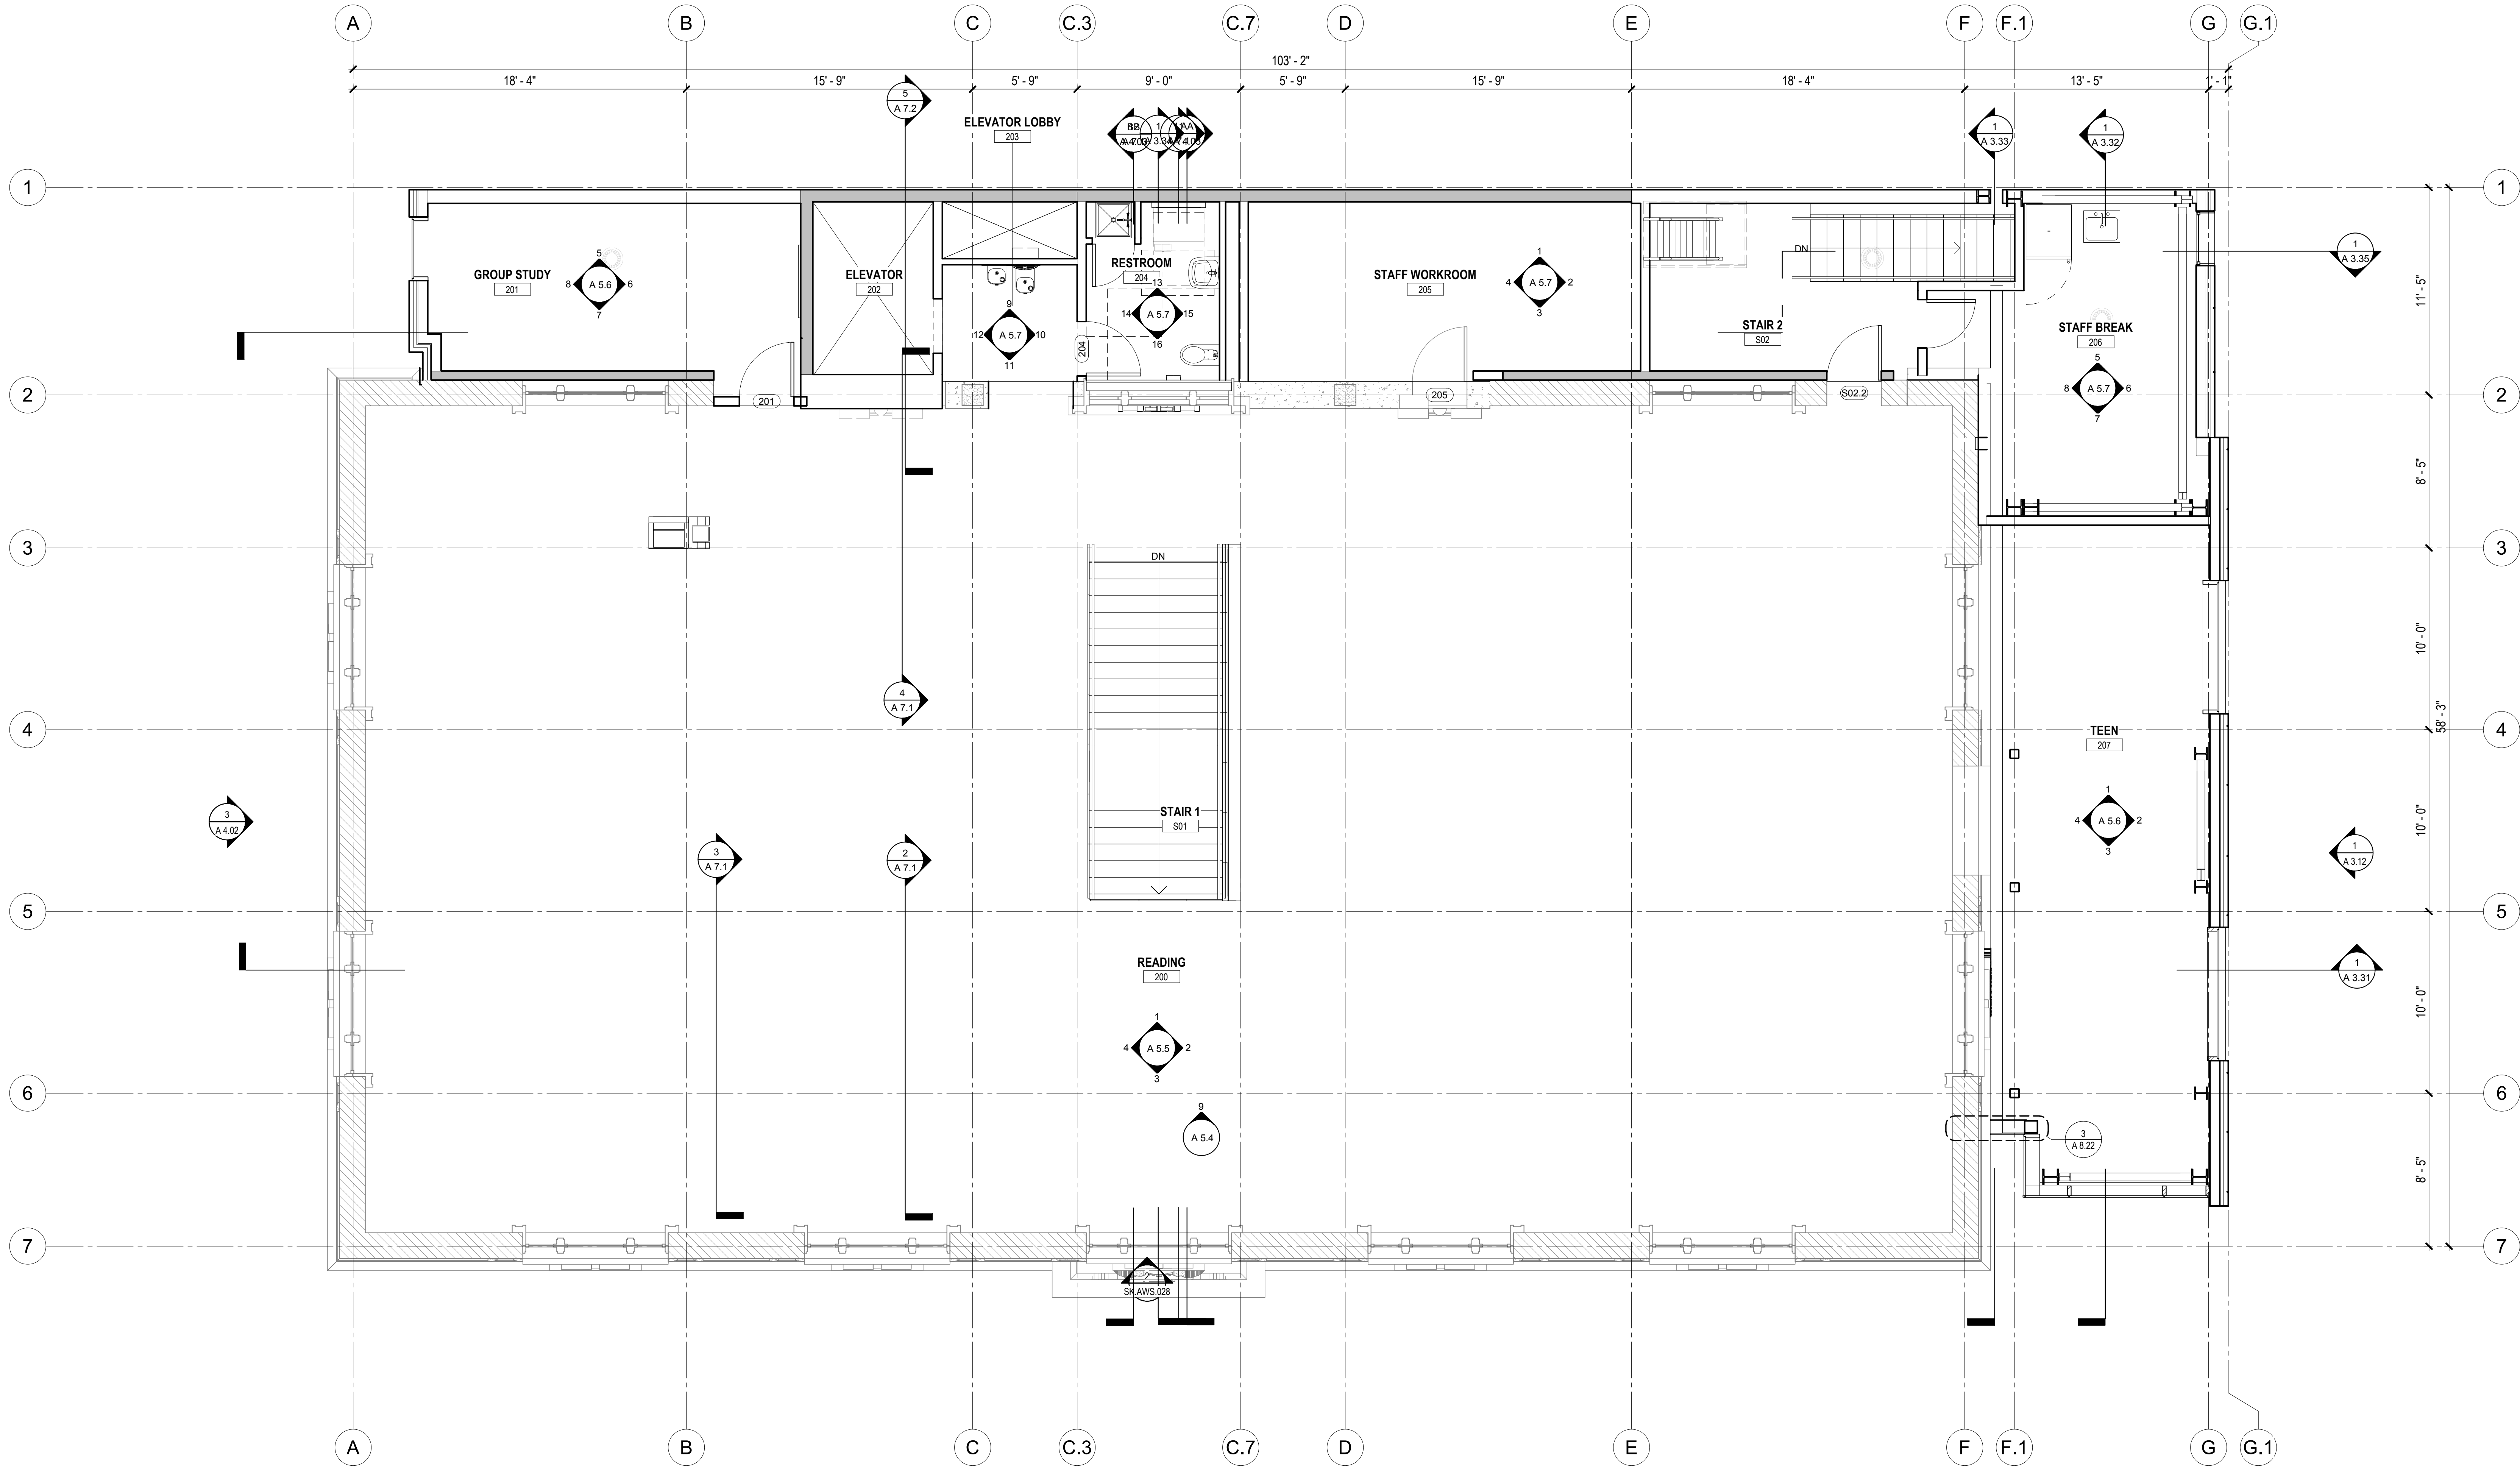 A B C C.3 C.7 D E F F.1 G G.1
103' - 2"
18' - 4" 15' - 9" 5' - 9" 9' - 0" 5' - 9" 15' - 9" 18' - 4" 13' - 5" 1' - 1"
5
A 7.2
ELEVATOR LOBBY
203
1
1
A 3.33
1
A 3.32
1 1
GROUP STUDY
201
5
8 A 5.6 6
7
ELEVATOR
202
9
12 A 5.7 10
11
RESTROOM
204
13
14 A 5.7 15
16
204
STAFF WORKROOM
205
1
4 A 5.7 2
3
DN
STAIR 2
S02
STAFF BREAK
206
5
8 A 5.7 6
7
1
A 3.35
11' - 5"
2 2
201
205
S02.2
8' - 5"
3 3
DN
10' - 0"
4
A 7.1
4 4
58' - 3"
TEEN
207
1
4 A 5.6 2
3
3
A 4.02
STAIR 1
S01
10' - 0"
3
A 7.1
2
A 7.1
1
A 3.12
5 5
READING
200
1
A 3.31
10' - 0"
1
4 A 5.5 2
3
6 6
9
A 5.4
3
A 8.22
8' - 5"
7 7
2
SK.AWS.028
A B C C.3 C.7 D E F F.1 G G.1